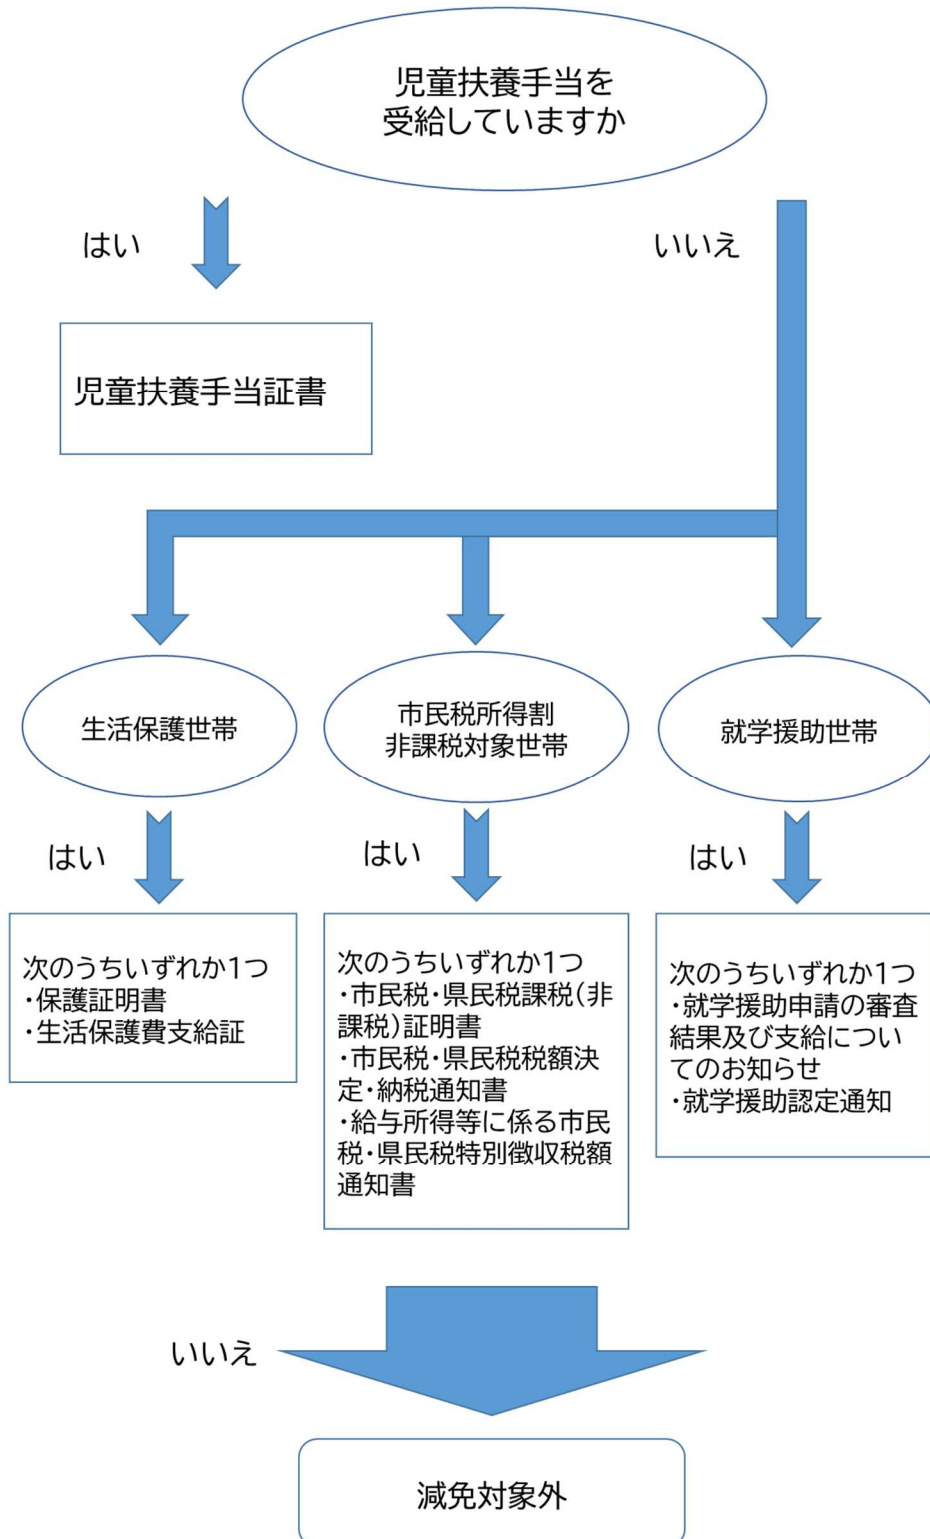 児童扶養手当を
受給していますか
はい
いいえ
児童扶養手当証書
生活保護世帯
市民税所得割
非課税対象世帯
就学援助世帯
はい
はい
はい
次のうちいずれか1つ
・保護証明書
・生活保護費支給証
次のうちいずれか1つ
・市民税・県民税課税(非
課税)証明書
・市民税・県民税税額決
定・納税通知書
・給与所得等に係る市民
税・県民税特別徴収税額
通知書
次のうちいずれか1つ
・就学援助申請の審査
結果及び支給につい
てのお知らせ
・就学援助認定通知
いいえ
減免対象外